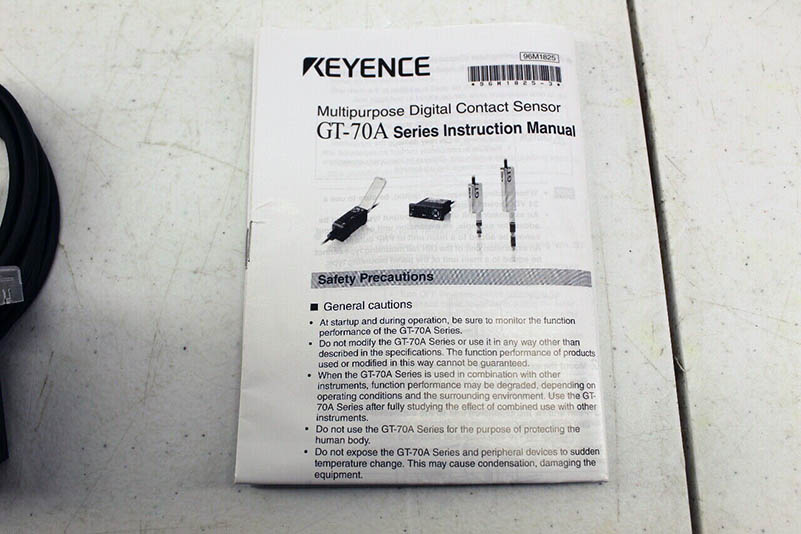 KEYENCE
96M1825
*96M1825-3*
Multipurpose Digital Contact Sensor
GT-70A Series Instruction Manual
Safety Precautions
■ General cautions
• At startup and during operation, be sure to monitor the function
performance of the GT-70A Series.
• Do not modify the GT-70A Series or use it in any way other than
described in the specifications. The function performance of products
used or modified in this way cannot be guaranteed.
• When the GT-70A Series is used in combination with other
instruments, function performance may be degraded, depending on
operating conditions and the surrounding environment. Use the GT-
70A Series after fully studying the effect of combined use with other
instruments.
• Do not use the GT-70A Series for the purpose of protecting the
human body.
• Do not expose the GT-70A Series and peripheral devices to sudden
temperature change. This may cause condensation, damaging the
equipment.